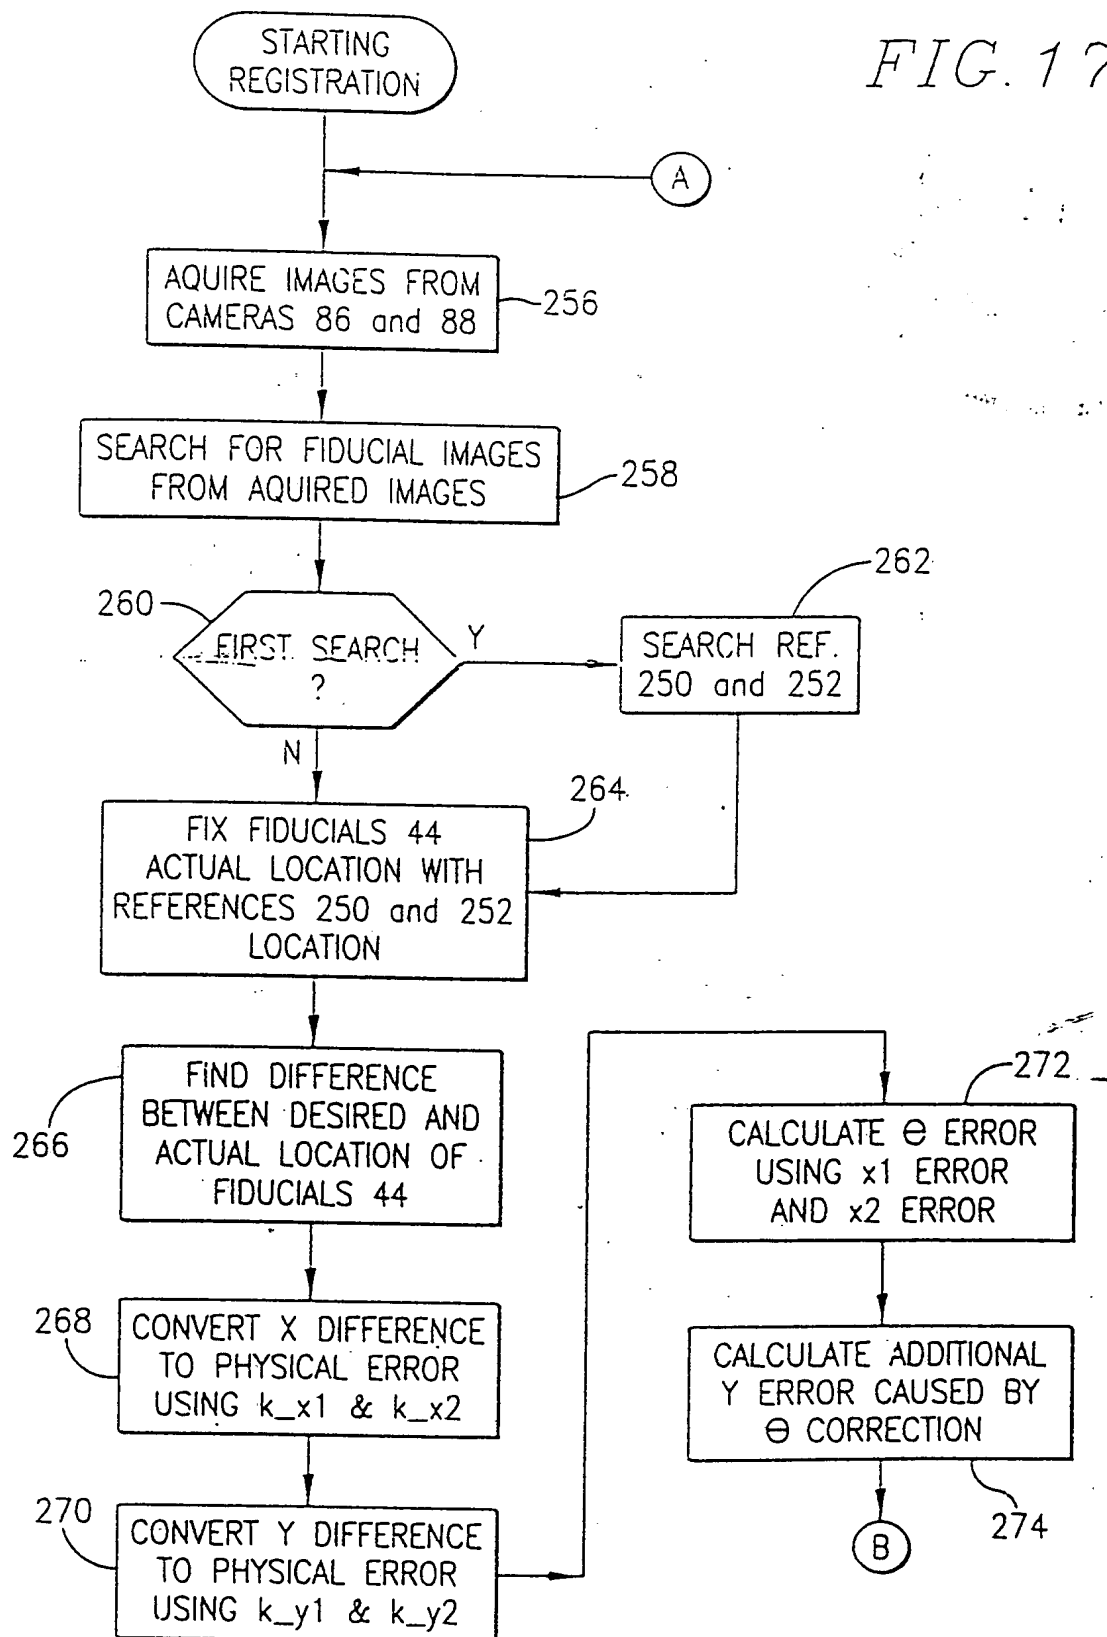 STARTING
REGISTRATION
FIG. 17
A
AQUIRE IMAGES FROM
CAMERAS 86 and 88
256
SEARCH FOR FIDUCIAL IMAGES
FROM AQUIRED IMAGES
258
260
FIRST SEARCH
?
Y
N
262
SEARCH REF.
250 and 252
264
FIX FIDUCIALS 44
ACTUAL LOCATION WITH
REFERENCES 250 and 252
LOCATION
266
FIND DIFFERENCE
BETWEEN DESIRED AND
ACTUAL LOCATION OF
FIDUCIALS 44
268
CONVERT X DIFFERENCE
TO PHYSICAL ERROR
USING k_x1 & k_x2
270
CONVERT Y DIFFERENCE
TO PHYSICAL ERROR
USING k_y1 & k_y2
272
CALCULATE Θ ERROR
USING x1 ERROR
AND x2 ERROR
CALCULATE ADDITIONAL
Y ERROR CAUSED BY
Θ CORRECTION
274
B